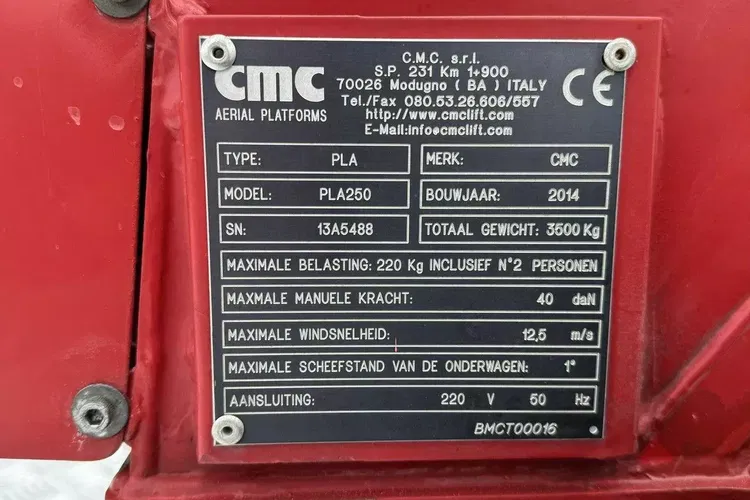 C.M.C. s.r.l.
S.P. 231 Km 1+900
70026 Modugno ( BA ) ITALY
Tel./Fax 080.53.26.606/557
http://www.cmclift.com
E-Mail:info@cmclift.com
cmc
AERIAL PLATFORMS
CE
TYPE: PLA
MERK: CMC
MODEL: PLA250
BOUWJAAR: 2014
SN: 13A5488
TOTAAL GEWICHT: 3500 Kg
MAXIMALE BELASTING: 220 Kg INCLUSIEF N°2 PERSONEN
MAXMALE MANUELE KRACHT: 40 daN
MAXIMALE WINDSNELHEID: 12,5 m/s
MAXIMALE SCHEEFSTAND VAN DE ONDERWAGEN: 1°
AANSLUITING: 220 V 50 Hz
BMCT00016